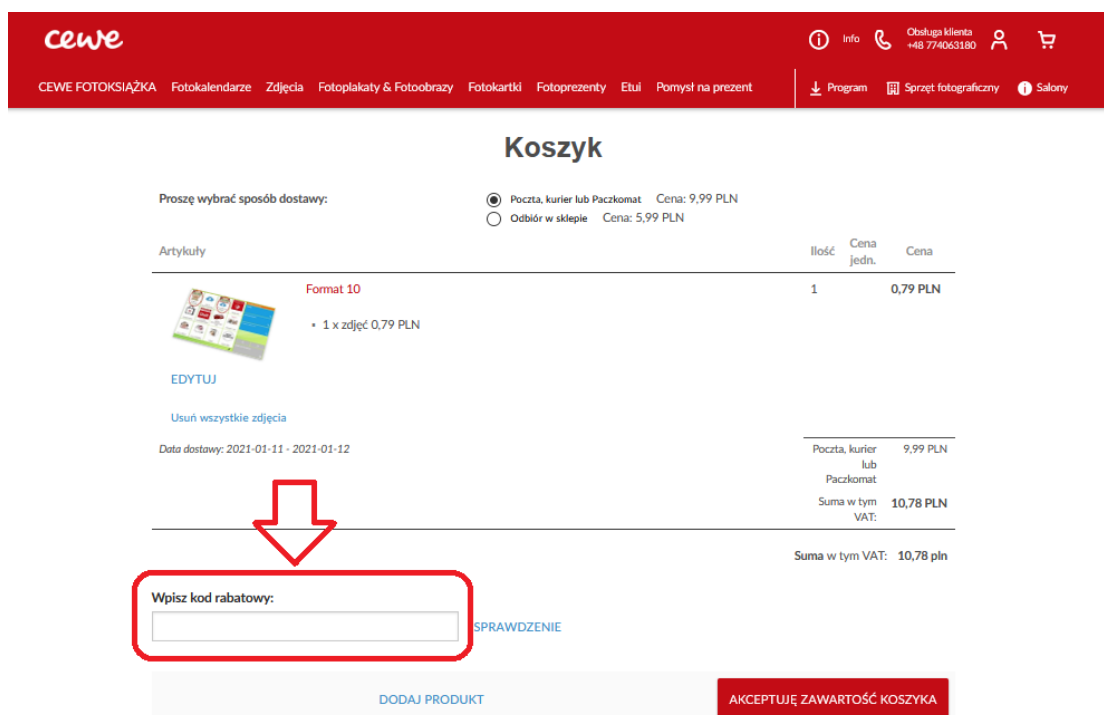 cewe
Info
Obsługa klienta
+48 774063180
CEWE FOTOKSIĄŻKA Fotokalendarze Zdjęcia Fotoplakaty & Fotoobrazy Fotokartki Fotoprezenty Etui Pomysł na prezent
Program Sprzęt fotograficzny Salony
Koszyk
Proszę wybrać sposób dostawy:
Poczta, kurier lub Paczkomat Cena: 9,99 PLN
Odbiór w sklepie Cena: 5,99 PLN
Artykuły Ilość Cena jedn. Cena
Format 10 1 0,79 PLN
1 x zdjęć 0,79 PLN
EDYTUJ
Usuń wszystkie zdjęcia
Data dostawy: 2021-01-11 - 2021-01-12
Poczta, kurier 9,99 PLN
lub
Paczkomat
Suma w tym 10,78 PLN
VAT:
Suma w tym VAT: 10,78 pln
Wpisz kod rabatowy:
SPRAWDZENIE
DODAJ PRODUKT AKCEPTUJĘ ZAWARTOŚĆ KOSZYKA